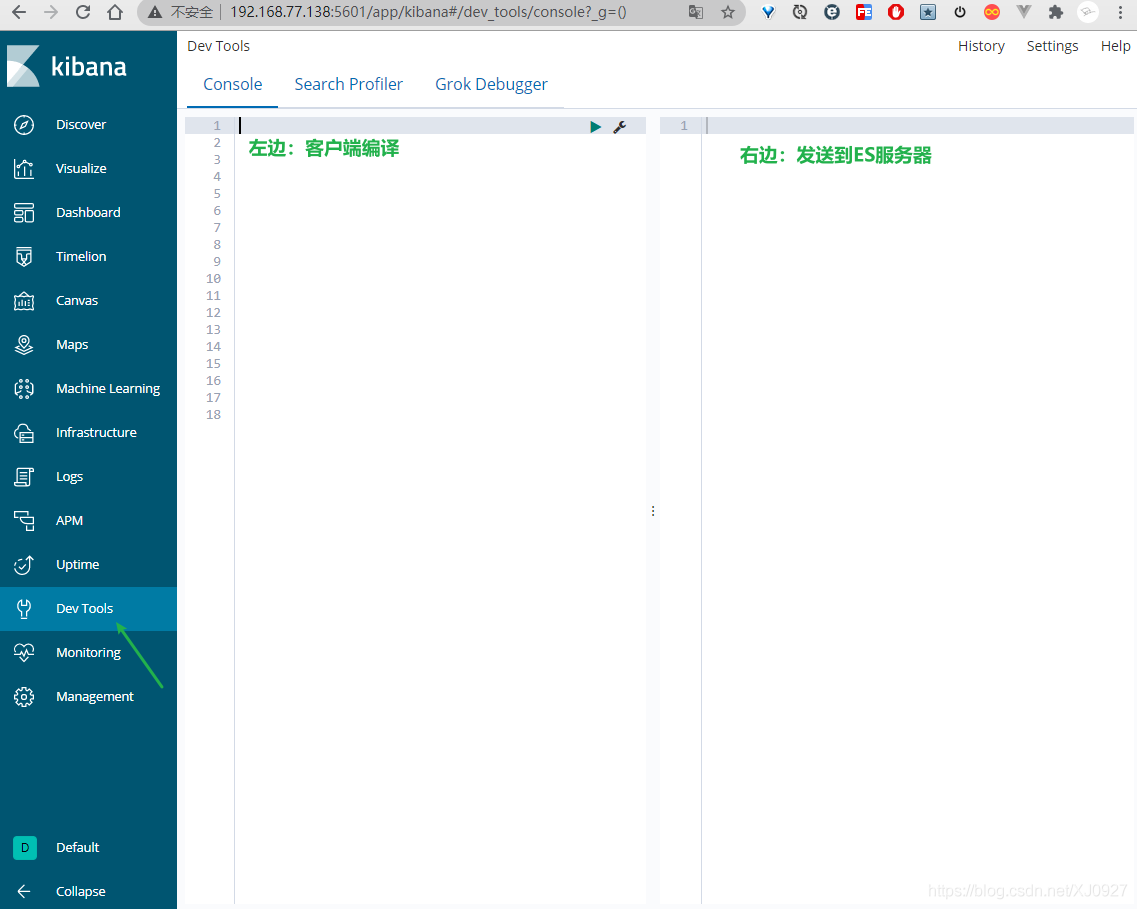 不安全 192.168.77.138:5601/app/kibana#/dev_tools/console?_g=()
kibana
Dev Tools
History Settings Help
Console Search Profiler Grok Debugger
Discover
Visualize
Dashboard
Timelion
Canvas
Maps
Machine Learning
Infrastructure
Logs
APM
Uptime
Dev Tools
Monitoring
Management
D Default
Collapse
1
2
3
4
5
6
7
8
9
10
11
12
13
14
15
16
17
18
左边：客户端编译
1
右边：发送到ES服务器
https://blog.csdn.net/XJ0927